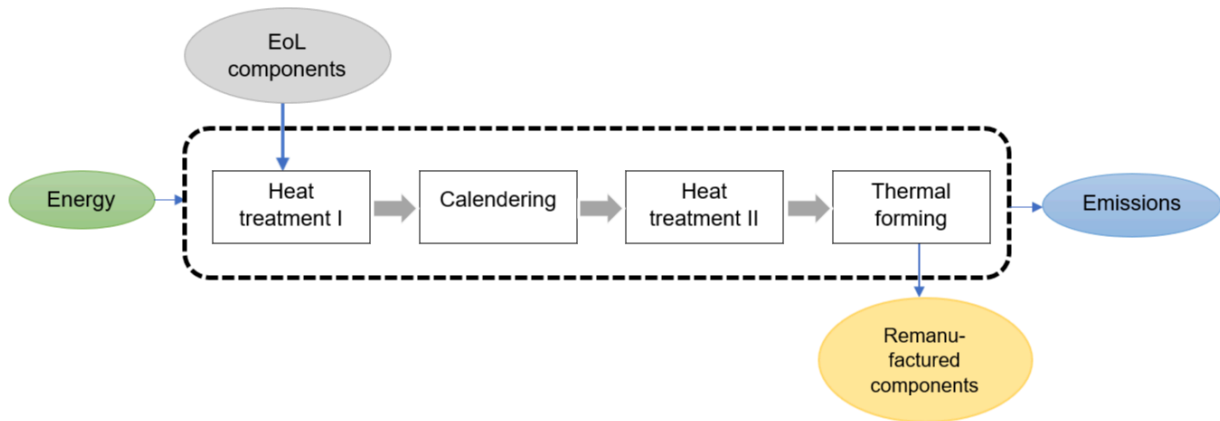 EoL
components
Energy
Heat
treatment I
Calendering
Heat
treatment II
Thermal
forming
Emissions
Remanu-
factured
components